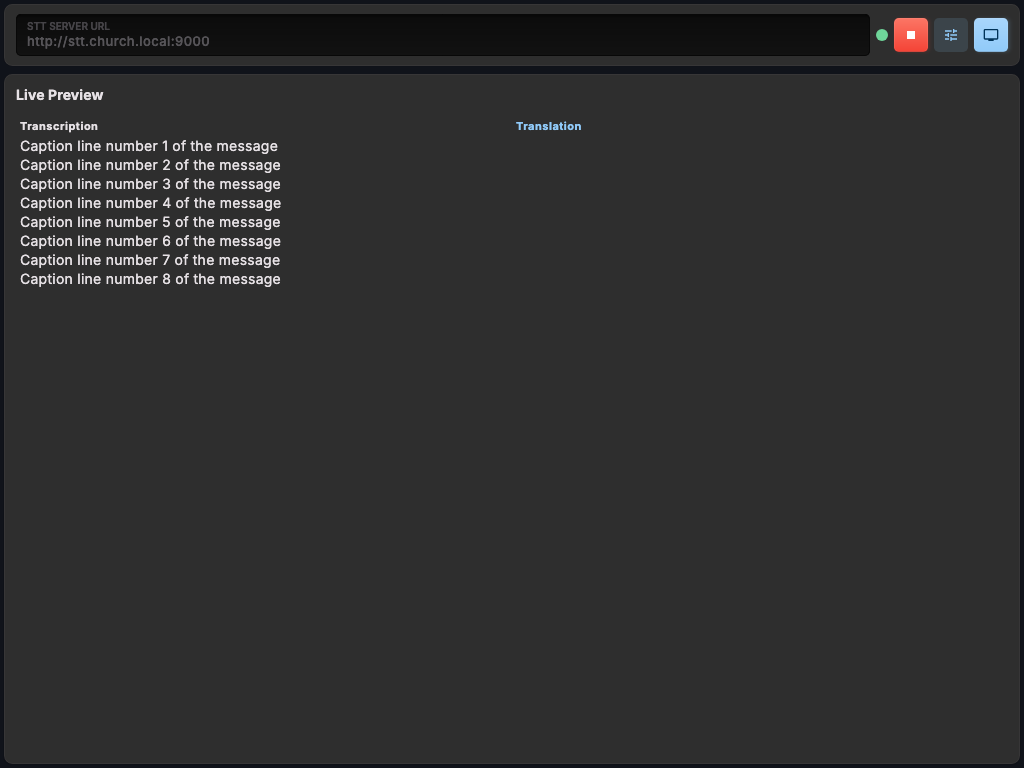 STT SERVER URL
http://stt.church.local:9000
Live Preview
Transcription
Translation
Caption line number 1 of the message
Caption line number 2 of the message
Caption line number 3 of the message
Caption line number 4 of the message
Caption line number 5 of the message
Caption line number 6 of the message
Caption line number 7 of the message
Caption line number 8 of the message